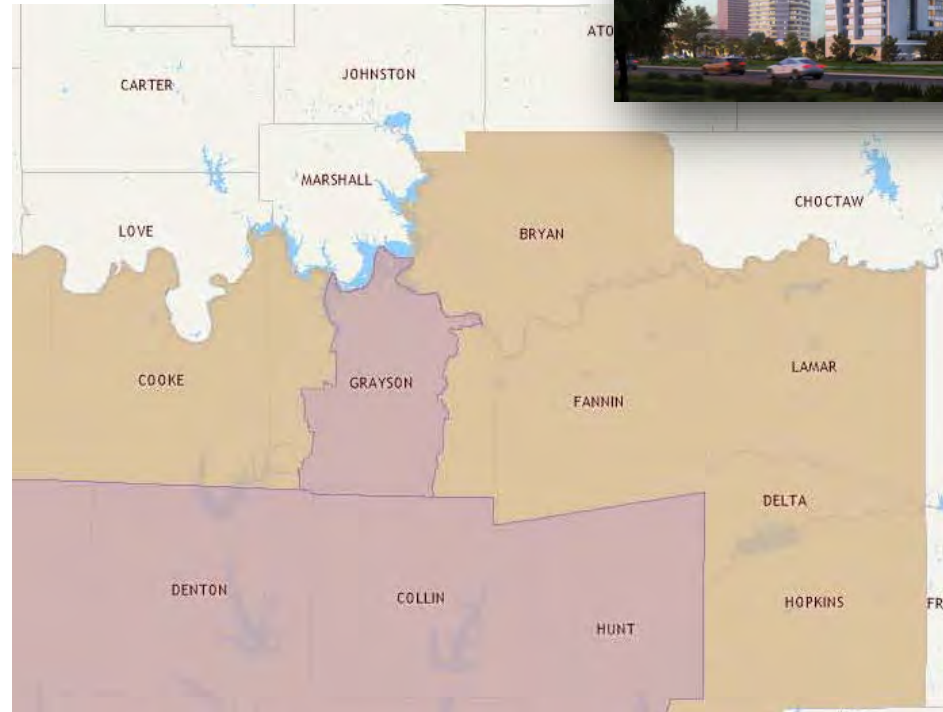 ATO
JOHNSTON
CARTER
MARSHALL
CHOCTAW
LOVE
BRYAN
LAMAR
COOKE
GRAYSON
FANNIN
DELTA
DENTON
COLLIN
HOPKINS
FR
HUNT